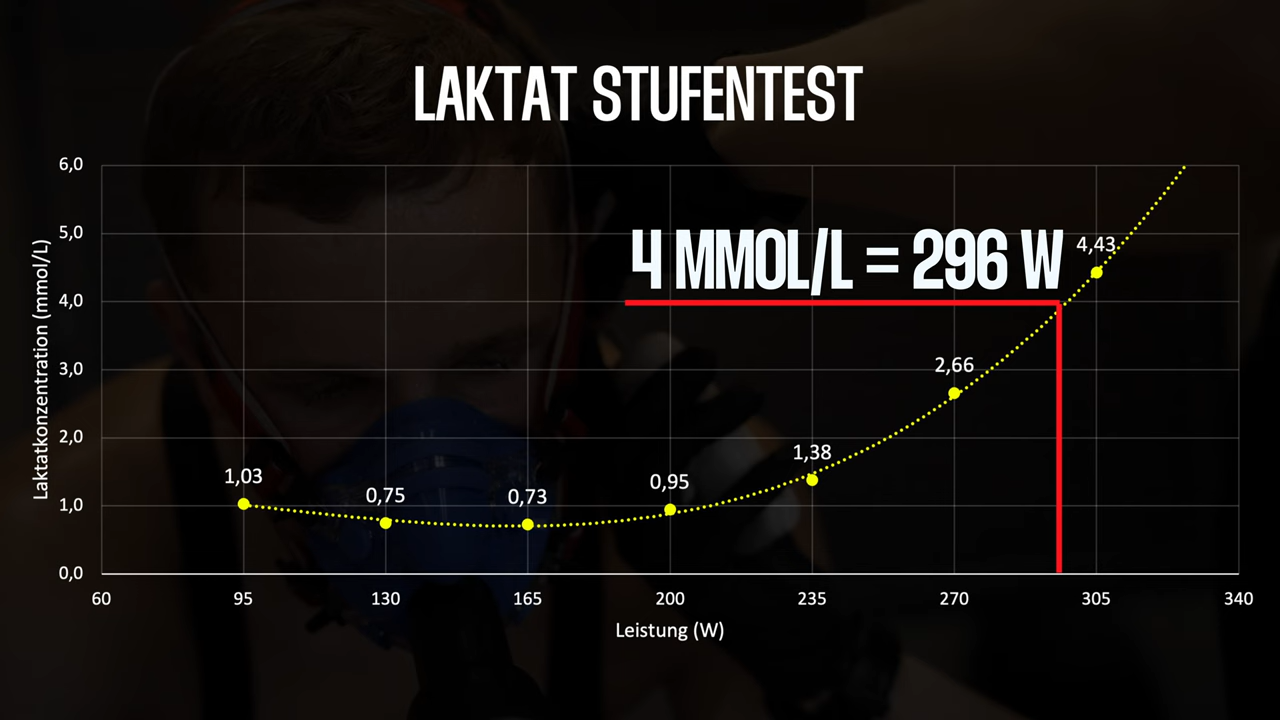 LAKTAT STUFENTEST
6,0
5,0
4,0
3,0
2,0
1,0
0,0
Laktatkonzentration (mmol/L)
4 MMOL/L = 296 W
1,03
0,75
0,73
0,95
1,38
2,66
4,43
60 95 130 165 200 235 270 305 340
Leistung (W)